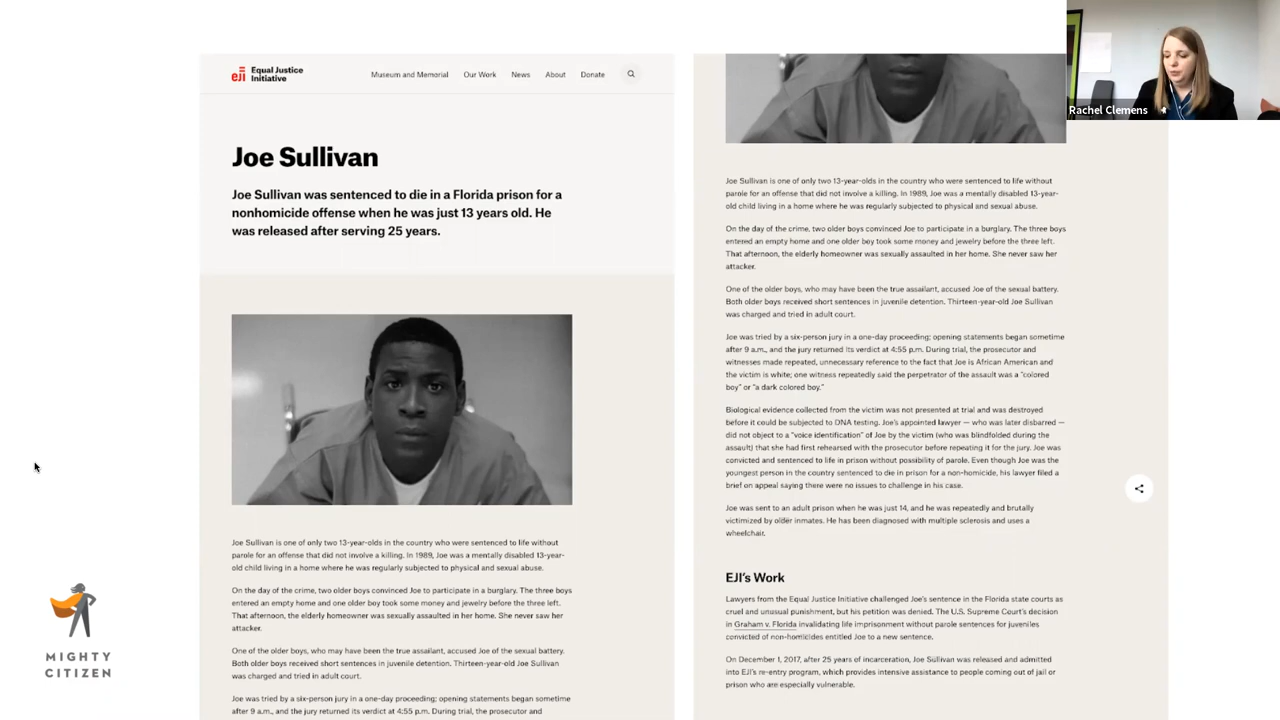 eji Equal Justice
Initiative
Museum and Memorial Our Work News About Donate
Joe Sullivan
Joe Sullivan was sentenced to die in a Florida prison for a
nonhomicide offense when he was just 13 years old. He
was released after serving 25 years.
Joe Sullivan is one of only two 13-year-olds in the country who were sentenced to life without
parole for an offense that did not involve a killing. In 1989, Joe was a mentally disabled 13-year-
old child living in a home where he was regularly subjected to physical and sexual abuse.
On the day of the crime, two older boys convinced Joe to participate in a burglary. The three boys
entered an empty home and one older boy took some money and jewelry before the three left.
That afternoon, the elderly homeowner was sexually assaulted in her home. She never saw her
attacker.
One of the older boys, who may have been the true assailant, accused Joe of the sexual battery.
Both older boys received short sentences in juvenile detention. Thirteen-year-old Joe Sullivan
was charged and tried in adult court.
Joe was tried by a six-person jury in a one-day proceeding; opening statements began sometime
after 9 a.m., and the jury returned its verdict at 4:55 p.m. During trial, the prosecutor and
Joe Sullivan is one of only two 13-year-olds in the country who were sentenced to life without
parole for an offense that did not involve a killing. In 1989, Joe was a mentally disabled 13-year-
old child living in a home where he was regularly subjected to physical and sexual abuse.
On the day of the crime, two older boys convinced Joe to participate in a burglary. The three boys
entered an empty home and one older boy took some money and jewelry before the three left.
That afternoon, the elderly homeowner was sexually assaulted in her home. She never saw her
attacker.
One of the older boys, who may have been the true assailant, accused Joe of the sexual battery.
Both older boys received short sentences in juvenile detention. Thirteen-year-old Joe Sullivan
was charged and tried in adult court.
Joe was tried by a six-person jury in a one-day proceeding; opening statements began sometime
after 9 a.m., and the jury returned its verdict at 4:55 p.m. During trial, the prosecutor and
witnesses made repeated, unnecessary reference to the fact that Joe is African American and
the victim is white; one witness repeatedly said the perpetrator of the assault was a "colored
boy" or "a dark colored boy."
Biological evidence collected from the victim was not presented at trial and was destroyed
before it could be subjected to DNA testing. Joe's appointed lawyer — who was later disbarred —
did not object to a "voice identification" of Joe by the victim (who was blindfolded during the
assault) that she had first rehearsed with the prosecutor before repeating it for the jury. Joe was
convicted and sentenced to life in prison without possibility of parole. Even though Joe was the
youngest person in the country sentenced to die in prison for a non-homicide, his lawyer filed a
brief on appeal saying there were no issues to challenge in his case.
Joe was sent to an adult prison when he was just 14, and he was repeatedly and brutally
victimized by older inmates. He has been diagnosed with multiple sclerosis and uses a
wheelchair.
EJI's Work
Lawyers from the Equal Justice Initiative challenged Joe's sentence in the Florida state courts as
cruel and unusual punishment, but his petition was denied. The U.S. Supreme Court's decision
in Graham v. Florida invalidating life imprisonment without parole sentences for juveniles
convicted of non-homicides entitled Joe to a new sentence.
On December 1, 2017, after 25 years of incarceration, Joe Sullivan was released and admitted
into EJI's re-entry program, which provides intensive assistance to people coming out of jail or
prison who are especially vulnerable.
Rachel Clemens
MIGHTY
CITIZEN